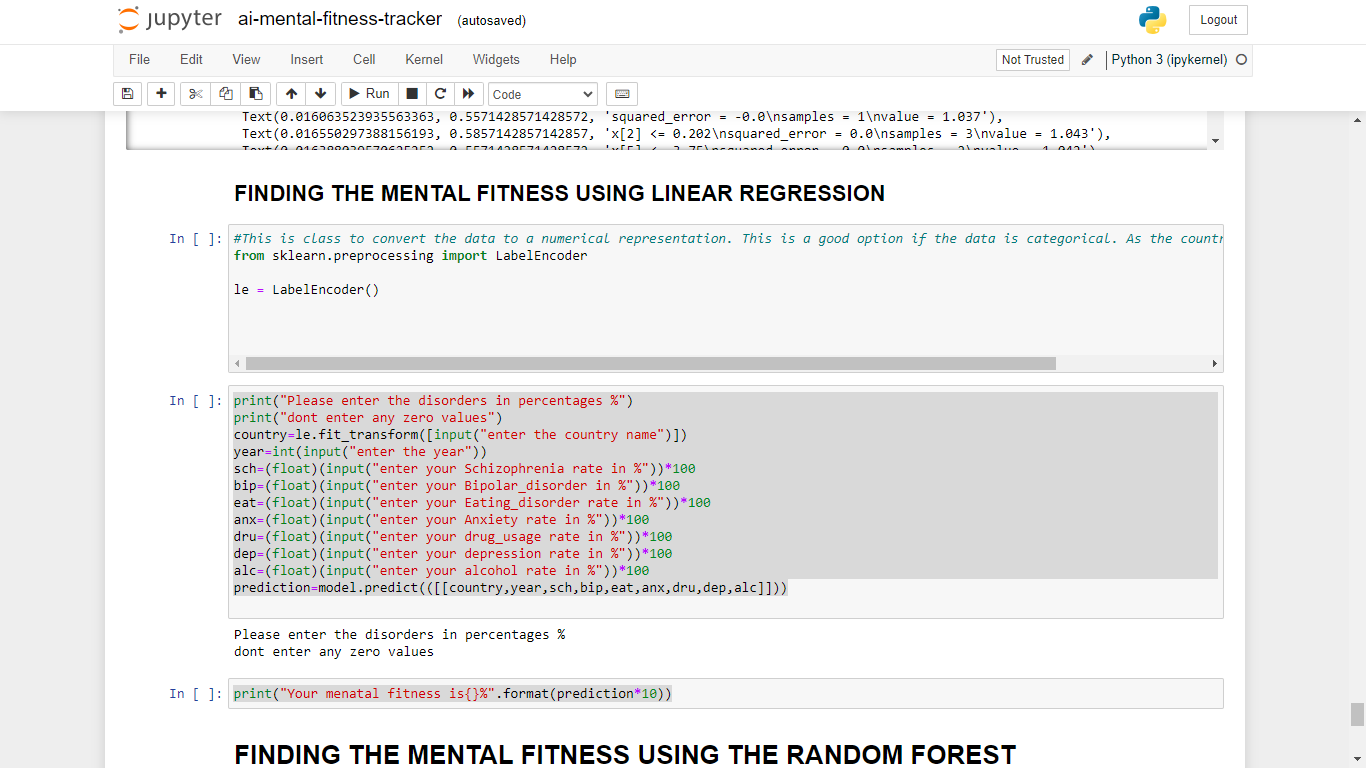 jupyter ai-mental-fitness-tracker (autosaved)
Logout
File Edit View Insert Cell Kernel Widgets Help
Not Trusted Python 3 (ipykernel)
Run Code
Text(0.016063523935563363, 0.5571428571428572, 'squared_error = -0.0\nsamples = 1\nvalue = 1.037'),
Text(0.016550297388156193, 0.5857142857142857, 'x[2] <= 0.202\nsquared_error = 0.0\nsamples = 3\nvalue = 1.043'),
FINDING THE MENTAL FITNESS USING LINEAR REGRESSION
In [ ]: #This is class to convert the data to a numerical representation. This is a good option if the data is categorical. As the countr
from sklearn.preprocessing import LabelEncoder
le = LabelEncoder()
In [ ]: print("Please enter the disorders in percentages %")
print("dont enter any zero values")
country=le.fit_transform([input("enter the country name")])
year=int(input("enter the year"))
sch=(float)(input("enter your Schizophrenia rate in %"))*100
bip=(float)(input("enter your Bipolar_disorder in %"))*100
eat=(float)(input("enter your Eating_disorder rate in %"))*100
anx=(float)(input("enter your Anxiety rate in %"))*100
dru=(float)(input("enter your drug_usage rate in %"))*100
dep=(float)(input("enter your depression rate in %"))*100
alc=(float)(input("enter your alcohol rate in %"))*100
prediction=model.predict(([[country,year,sch,bip,eat,anx,dru,dep,alc]]))
Please enter the disorders in percentages %
dont enter any zero values
In [ ]: print("Your menatal fitness is{}%".format(prediction*10))
FINDING THE MENTAL FITNESS USING THE RANDOM FOREST